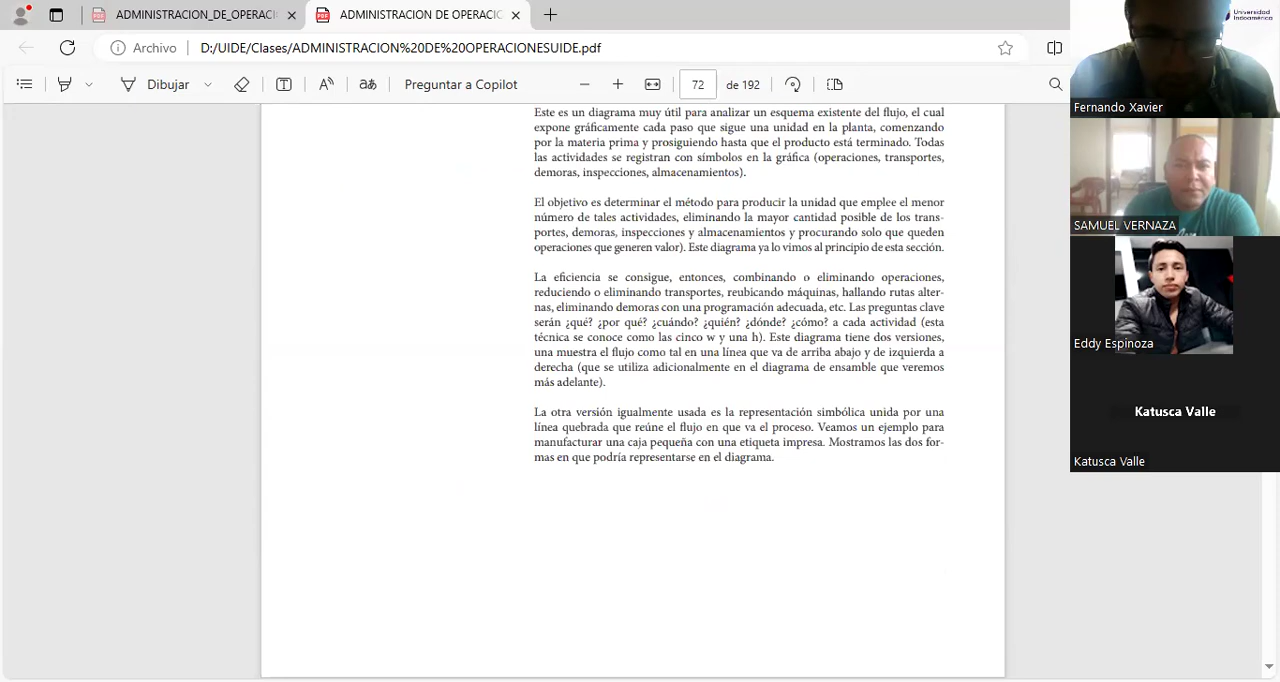 ADMINISTRACION_DE_OPERACI
ADMINISTRACION DE OPERACIO
Archivo
D:/UIDE/Clases/ADMINISTRACION%20DE%20OPERACIONESUIDE.pdf
Dibujar
Preguntar a Copilot
72 de 192
Este es un diagrama muy útil para analizar un esquema existente del flujo, el cual
expone gráficamente cada paso que sigue una unidad en la planta, comenzando
por la materia prima y prosiguiendo hasta que el producto está terminado. Todas
las actividades se registran con símbolos en la gráfica (operaciones, transportes,
demoras, inspecciones, almacenamientos).
El objetivo es determinar el método para producir la unidad que emplee el menor
número de tales actividades, eliminando la mayor cantidad posible de los trans-
portes, demoras, inspecciones y almacenamientos y procurando solo que queden
operaciones que generen valor). Este diagrama ya lo vimos al principio de esta sección.
La eficiencia se consigue, entonces, combinando o eliminando operaciones,
reduciendo o eliminando transportes, reubicando máquinas, hallando rutas alter-
nas, eliminando demoras con una programación adecuada, etc. Las preguntas clave
serán ¿qué? ¿por qué? ¿cuándo? ¿quién? ¿dónde? ¿cómo? a cada actividad (esta
técnica se conoce como las cinco w y una h). Este diagrama tiene dos versiones,
una muestra el flujo como tal en una línea que va de arriba abajo y de izquierda a
derecha (que se utiliza adicionalmente en el diagrama de ensamble que veremos
más adelante).
La otra versión igualmente usada es la representación simbólica unida por una
línea quebrada que reúne el flujo en que va el proceso. Veamos un ejemplo para
manufacturar una caja pequeña con una etiqueta impresa. Mostramos las dos for-
mas en que podría representarse en el diagrama.
Universidad
Indoamérica
Fernando Xavier
SAMUEL VERNAZA
Eddy Espinoza
Katusca Valle
Katusca Valle